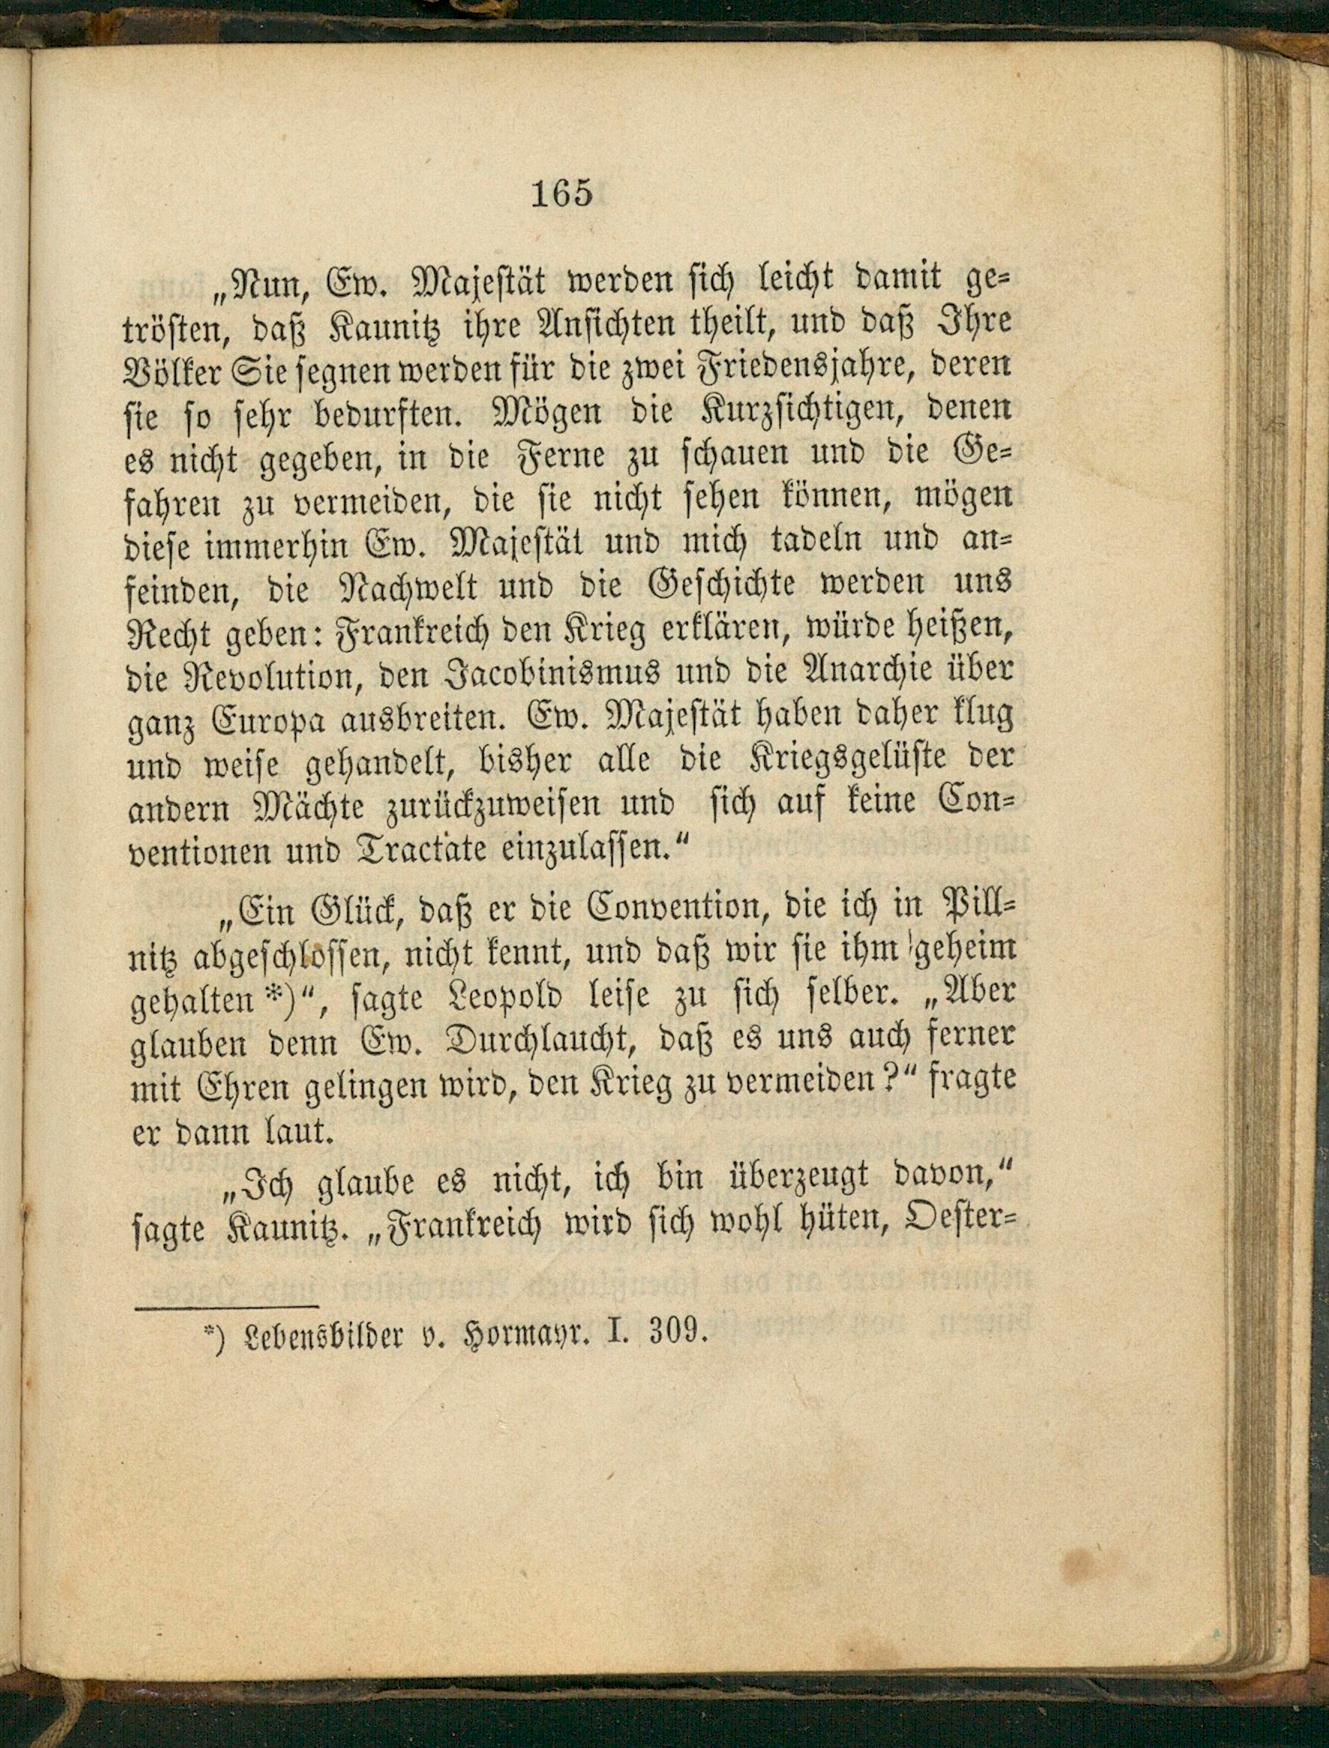 165
„Nun, Ew. Majestät werden sich leicht damit ge-
trösten, daß Kaunitz ihre Ansichten theilt, und daß Ihre
Völker Sie segnen werden für die zwei Friedensjahre, deren
sie so sehr bedurften. Mögen die Kurzsichtigen, denen
es nicht gegeben, in die Ferne zu schauen und die Ge-
fahren zu vermeiden, die sie nicht sehen können, mögen
diese immerhin Ew. Majestät und mich tadeln und an-
feinden, die Nachwelt und die Geschichte werden uns
Recht geben: Frankreich den Krieg erklären, würde heißen,
die Revolution, den Jacobinismus und die Anarchie über
ganz Europa ausbreiten. Ew. Majestät haben daher klug
und weise gehandelt, bisher alle die Kriegsgelüste der
andern Mächte zurückzuweisen und sich auf keine Con-
ventionen und Tractate einzulassen.“
„Ein Glück, daß er die Convention, die ich in Pill-
nitz abgeschlossen, nicht kennt, und daß wir sie ihm geheim
gehalten *)“, sagte Leopold leise zu sich selber. „Aber
glauben denn Ew. Durchlaucht, daß es uns auch ferner
mit Ehren gelingen wird, den Krieg zu vermeiden?“ fragte
er dann laut.
„Ich glaube es nicht, ich bin überzeugt davon,“
sagte Kaunitz. „Frankreich wird sich wohl hüten, Oester-
*) Lebensbilder v. Hormayr. I. 309.